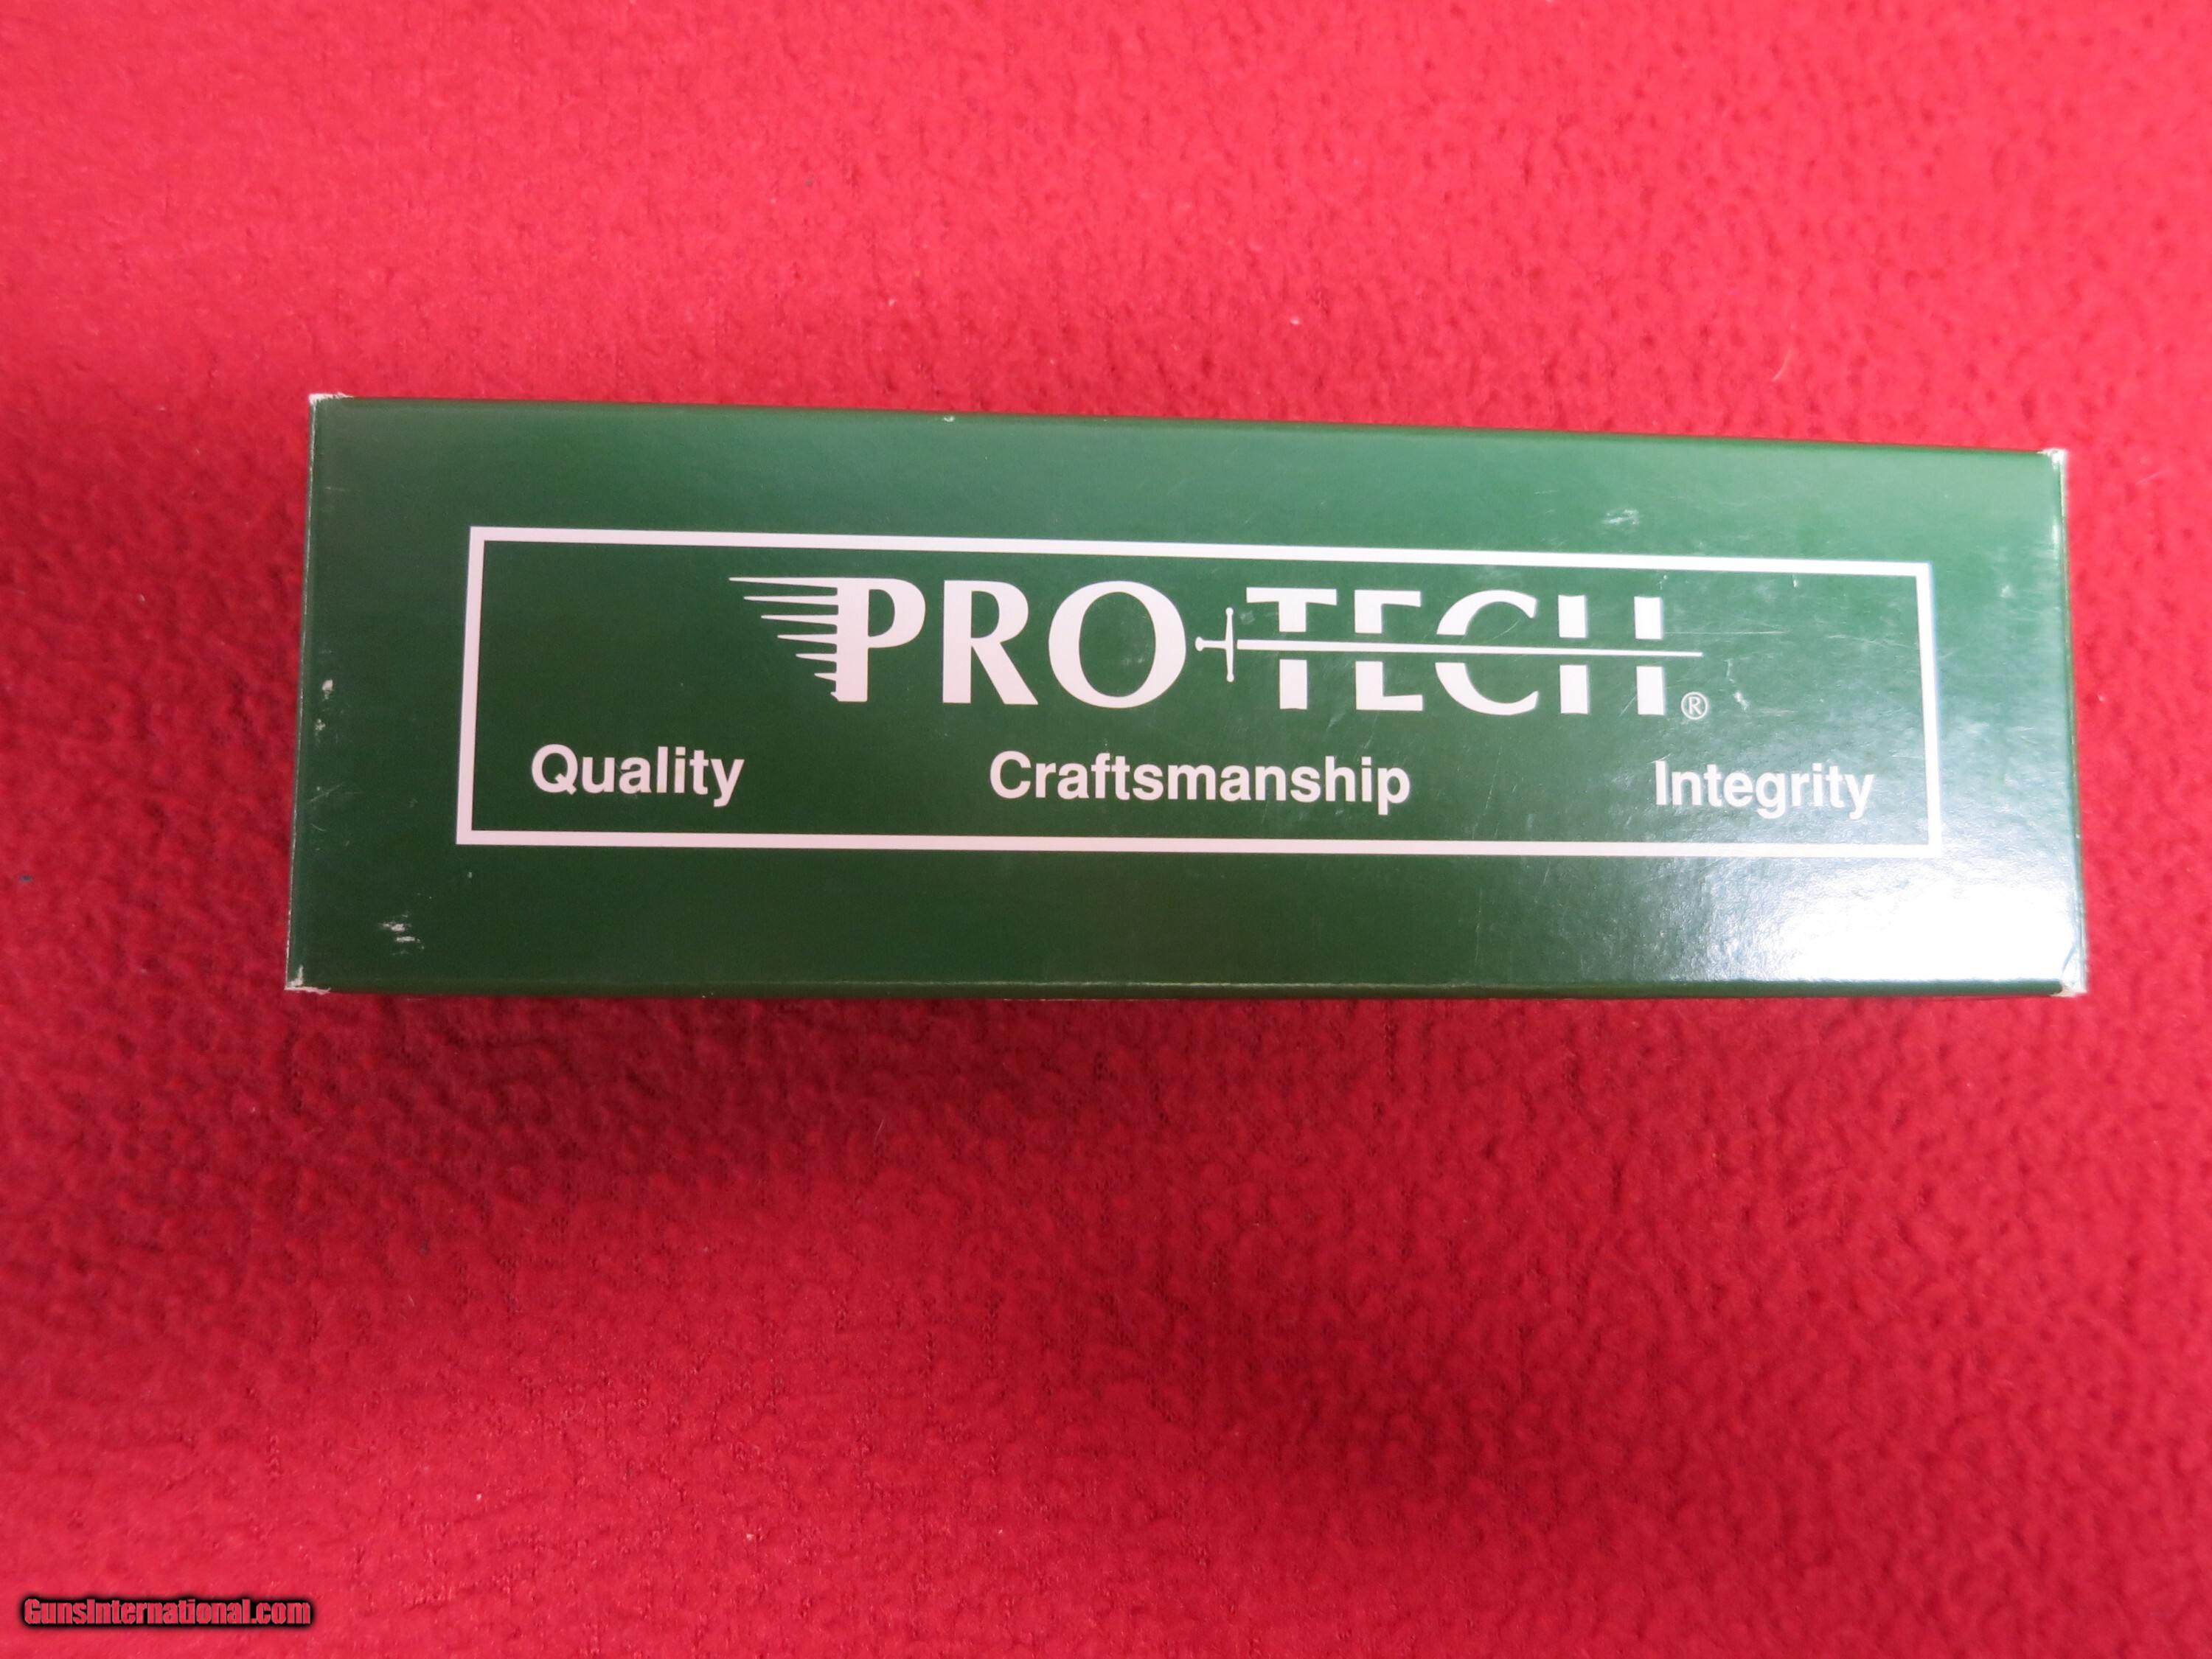 PRO-TECH®
Quality Craftsmanship Integrity
GunsInternational.com